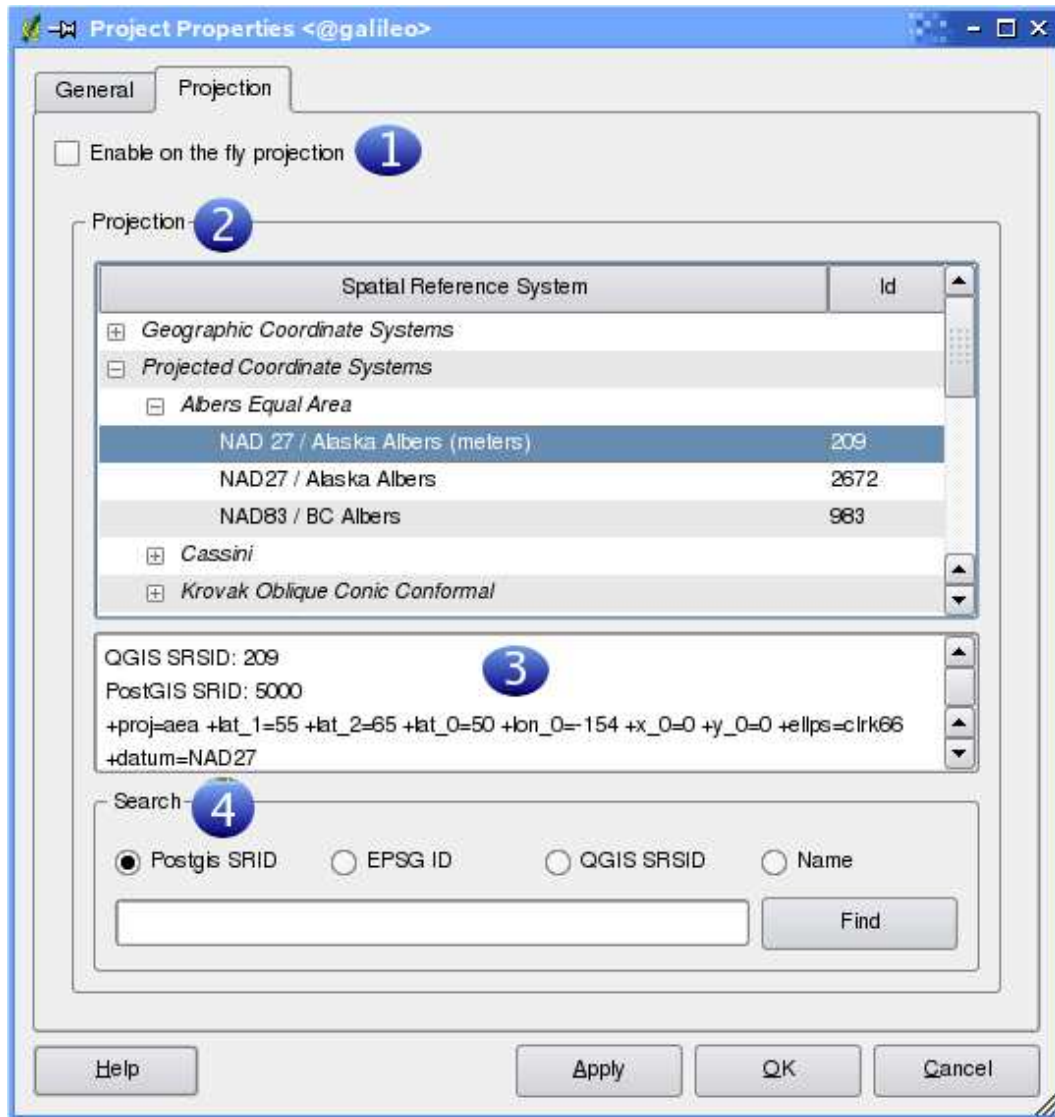 Project Properties <@galileo>
General Projection
Enable on the fly projection 1
Projection 2
Spatial Reference System Id
Geographic Coordinate Systems
Projected Coordinate Systems
Albers Equal Area
NAD 27 / Alaska Albers (meters) 209
NAD27 / Alaska Albers 2672
NAD83 / BC Albers 983
Cassini
Krovak Oblique Conic Conformal
QGIS SRSID: 209
3
PostGIS SRID: 5000
+proj=aea +lat_1=55 +lat_2=65 +lat_0=50 +lon_0=-154 +x_0=0 +y_0=0 +ellps=clrk66
+datum=NAD27
Search 4
Postgis SRID EPSG ID QGIS SRSID Name
Find
Help Apply OK Cancel